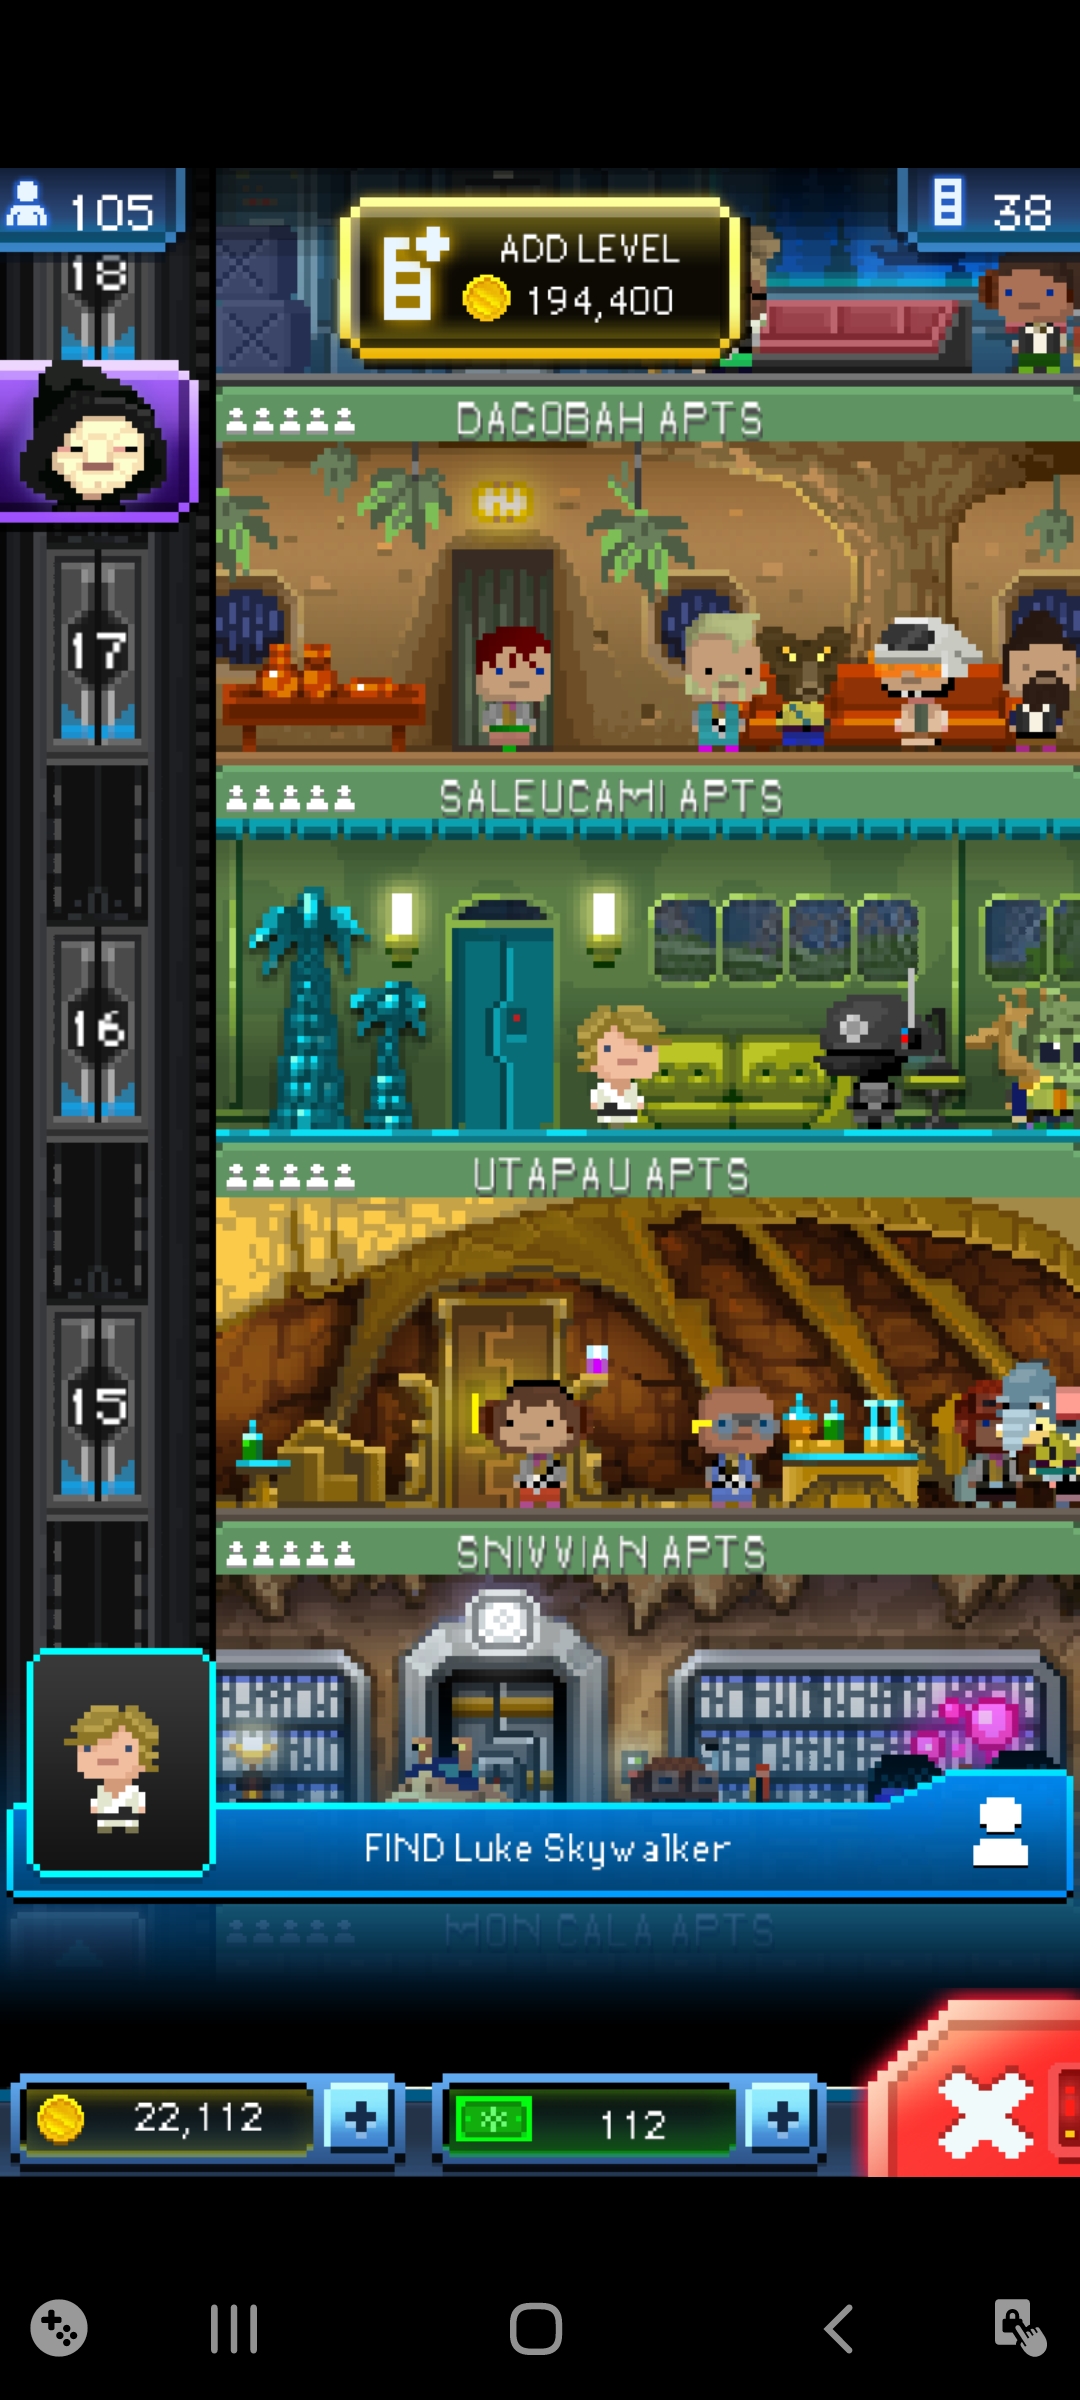 105
38
ADD LEVEL
194,400
18
DAGOBAH APTS
17
SALEUCAMI APTS
16
UTAPAU APTS
15
SNIVVIAN APTS
FIND Luke Skywalker
MON CALA APTS
22,112
112